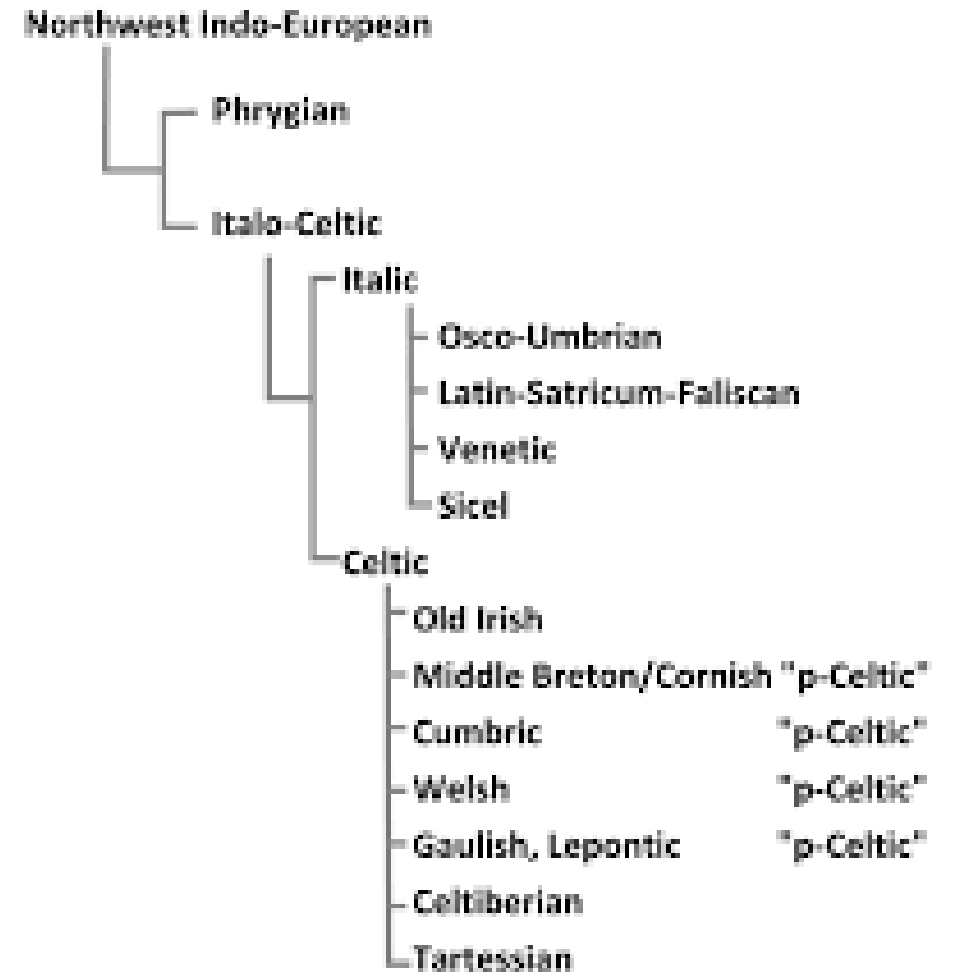 Northwest Indo-European
Phrygian
Italo-Celtic
Italic
Osco-Umbrian
Latin-Satricum-Faliscan
Venetic
Sicel
Celtic
Old Irish
Middle Breton/Cornish "p-Celtic"
Cumbric "p-Celtic"
Welsh "p-Celtic"
Gaulish, Lepontic "p-Celtic"
Celtiberian
Tartessian